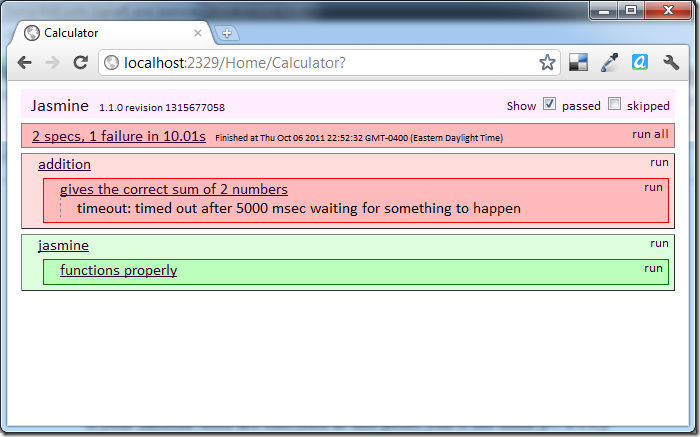 Calculator
localhost:2329/Home/Calculator?
Jasmine 1.1.0 revision 1315677058 Show passed skipped
2 specs, 1 failure in 10.01s Finished at Thu Oct 06 2011 22:52:32 GMT-0400 (Eastern Daylight Time) run all
addition run
gives the correct sum of 2 numbers run
timeout: timed out after 5000 msec waiting for something to happen
jasmine run
functions properly run